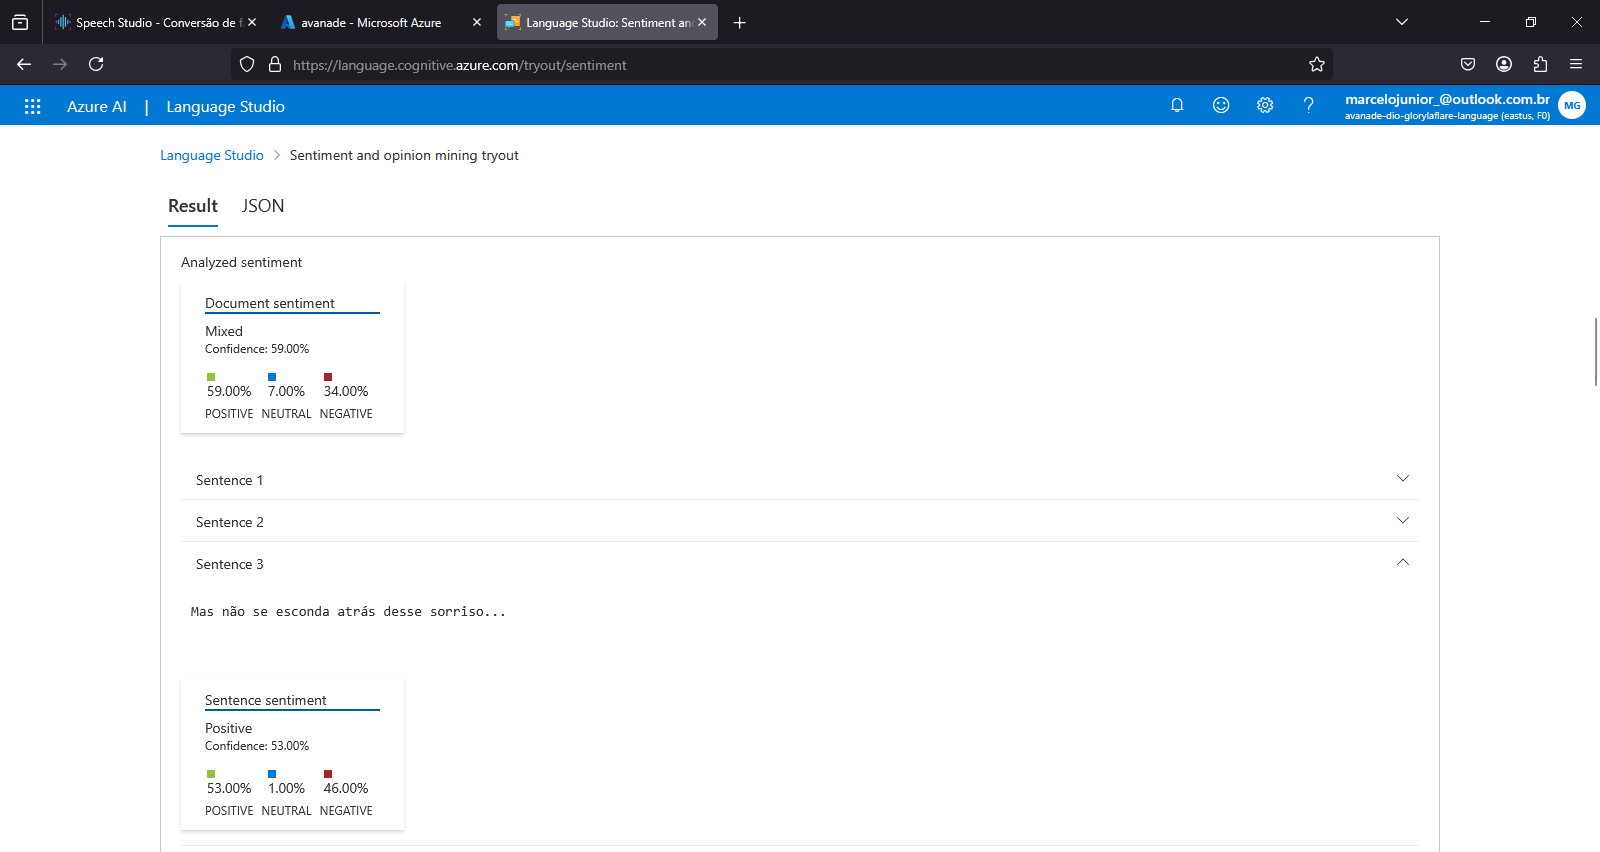 Speech Studio - Conversão de f
avanade - Microsoft Azure
Language Studio: Sentiment an
https://language.cognitive.azure.com/tryout/sentiment
Azure AI | Language Studio
marcelojunior_@outlook.com.br
avanade-dio-glorylaflare-language (eastus, F0)
MG
Language Studio > Sentiment and opinion mining tryout
Result JSON
Analyzed sentiment
Document sentiment
Mixed
Confidence: 59.00%
59.00% 7.00% 34.00%
POSITIVE NEUTRAL NEGATIVE
Sentence 1
Sentence 2
Sentence 3
Mas não se esconda atrás desse sorriso...
Sentence sentiment
Positive
Confidence: 53.00%
53.00% 1.00% 46.00%
POSITIVE NEUTRAL NEGATIVE